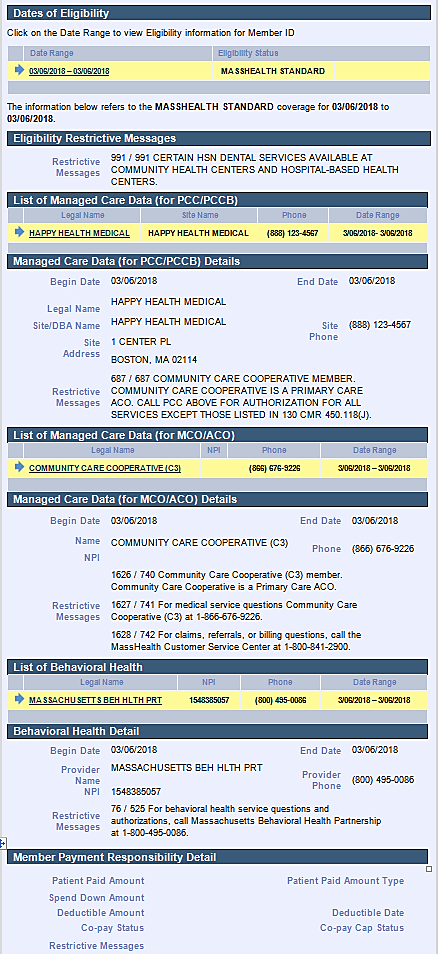 Dates of Eligibility
Click on the Date Range to view Eligibility information for Member ID
Date Range Eligibility Status
03/06/2018 – 03/06/2018 MASSHEALTH STANDARD
The information below refers to the MASSHEALTH STANDARD coverage for 03/06/2018 to
03/06/2018.
Eligibility Restrictive Messages
Restrictive Messages 991 / 991 CERTAIN HSN DENTAL SERVICES AVAILABLE AT
COMMUNITY HEALTH CENTERS AND HOSPITAL-BASED HEALTH
CENTERS.
List of Managed Care Data (for PCC/PCCB)
Legal Name Site Name Phone Date Range
HAPPY HEALTH MEDICAL HAPPY HEALTH MEDICAL (888) 123-4567 3/06/2018- 3/06/2018
Managed Care Data (for PCC/PCCB) Details
Begin Date 03/06/2018 End Date 03/06/2018
Legal Name HAPPY HEALTH MEDICAL
Site/DBA Name HAPPY HEALTH MEDICAL Site Phone (888) 123-4567
Site Address 1 CENTER PL
BOSTON, MA 02114
Restrictive Messages 687 / 687 COMMUNITY CARE COOPERATIVE MEMBER.
COMMUNITY CARE COOPERATIVE IS A PRIMARY CARE
ACO. CALL PCC ABOVE FOR AUTHORIZATION FOR ALL
SERVICES EXCEPT THOSE LISTED IN 130 CMR 450.118(J).
List of Managed Care Data (for MCO/ACO)
Legal Name NPI Phone Date Range
COMMUNITY CARE COOPERATIVE (C3) (866) 676-9226 3/06/2018 – 3/06/2018
Managed Care Data (for MCO/ACO) Details
Begin Date 03/06/2018 End Date 03/06/2018
Name COMMUNITY CARE COOPERATIVE (C3) Phone (866) 676-9226
NPI
1626 / 740 Community Care Cooperative (C3) member.
Community Care Cooperative is a Primary Care ACO.
Restrictive Messages 1627 / 741 For medical service questions Community Care
Cooperative (C3) at 1-866-676-9226.
1628 / 742 For claims, referrals, or billing questions, call the
MassHealth Customer Service Center at 1-800-841-2900.
List of Behavioral Health
Legal Name NPI Phone Date Range
MASSACHUSETTS BEH HLTH PRT 1548385057 (800) 495-0086 3/06/2018 – 3/06/2018
Behavioral Health Detail
Begin Date 03/06/2018 End Date 03/06/2018
Provider Name MASSACHUSETTS BEH HLTH PRT Provider Phone (800) 495-0086
NPI 1548385057
Restrictive Messages 76 / 525 For behavioral health service questions and
authorizations, call Massachusetts Behavioral Health Partnership
at 1-800-495-0086.
Member Payment Responsibility Detail
Patient Paid Amount Patient Paid Amount Type
Spend Down Amount
Deductible Amount Deductible Date
Co-pay Status Co-pay Cap Status
Restrictive Messages